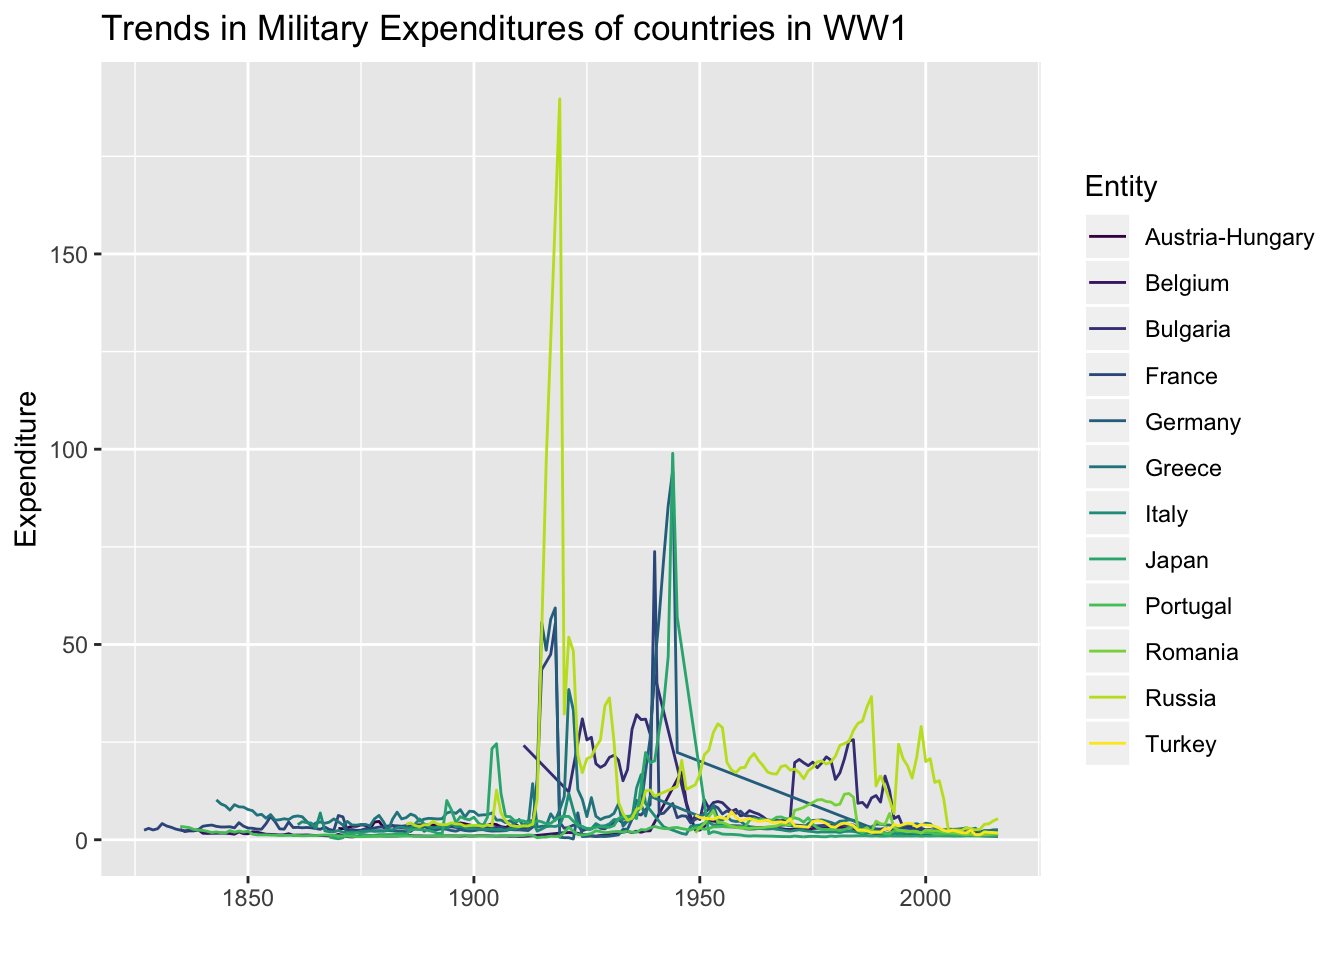 Trends in Military Expenditures of countries in WW1
Expenditure
150
100
50
0
1850
1900
1950
2000
Entity
Austria-Hungary
Belgium
Bulgaria
France
Germany
Greece
Italy
Japan
Portugal
Romania
Russia
Turkey